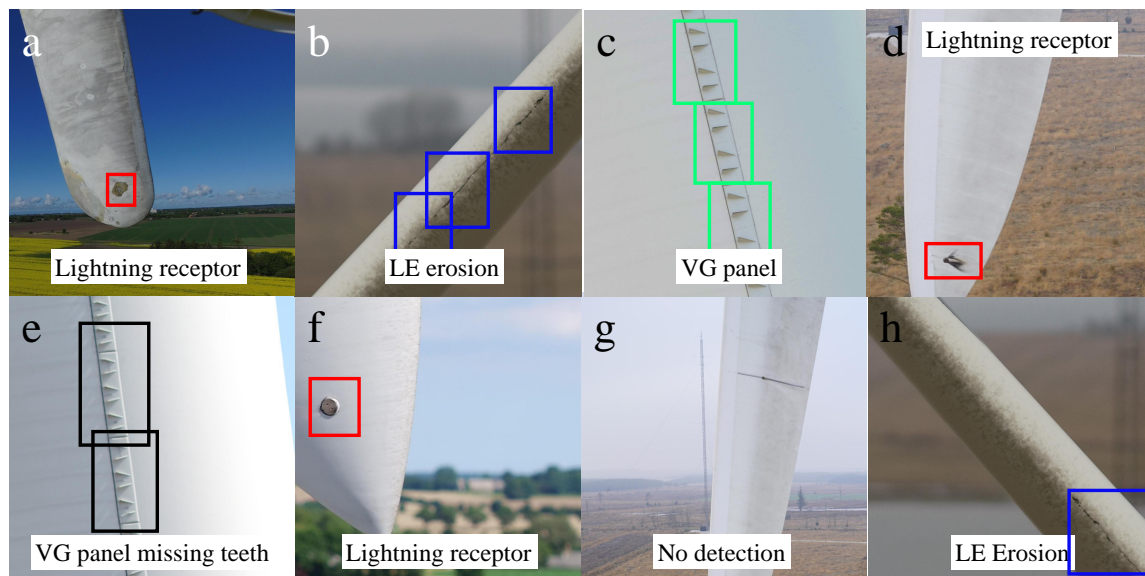 a
Lightning receptor
b
LE erosion
c
VG panel
d
Lightning receptor
e
VG panel missing teeth
f
Lightning receptor
g
No detection
h
LE Erosion